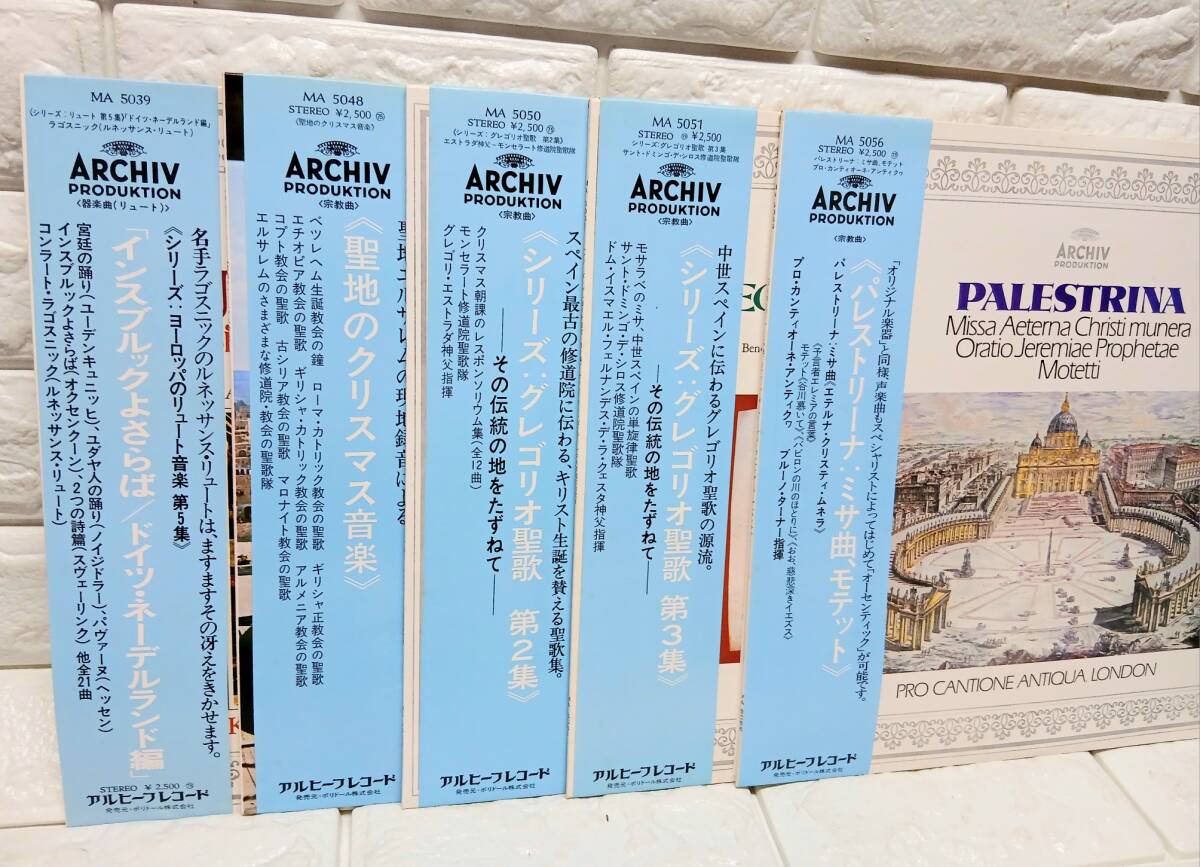 MA 5039
〈シリーズ:リュート 第5集〉「ドイツ・ネーデルランド編」
ラゴスニック(ルネッサンス・リュート)
ARCHIV
PRODUKTION
〈器楽曲(リュート)〉
名手ラゴスニックのルネッサンス・リュートは、ますますその冴えをきかせます。
《シリーズ:ヨーロッパのリュート音楽 第5集》
「インスブルックよさらば/ドイツ・ネーデルランド編」
宮廷の踊り(ユーデンキュニヒ)、ユダヤ人の踊り(ノイジドラー)、パヴァーヌ(ヘッセン)
インスブルックよさらば(オクセンクーン)、2つの詩篇(スヴェーリンク) 他全21曲
コンラート・ラゴスニック(ルネッサンス・リュート)
STEREO ¥2,500
アルヒーフレコード
発売元・ポリドール株式会社
MA 5048
STEREO ¥2,500
〈聖地のクリスマス音楽〉
ARCHIV
PRODUKTION
〈宗教曲〉
聖地エルサレムの現地録音による
《聖地のクリスマス音楽》
ベツレヘム生誕教会の鐘 ローマ・カトリック教会の聖歌 ギリシャ正教会の聖歌
エチオピア教会の聖歌 ギリシャ・カトリック教会の聖歌 アルメニア教会の聖歌
コプト教会の聖歌 古シリア教会の聖歌 マロナイト教会の聖歌
エルサレムのさまざまな修道院・教会の聖歌
アルヒーフレコード
発売元・ポリドール株式会社
MA 5050
STEREO ¥2,500
〈シリーズ:グレゴリオ聖歌 第2集〉
エストラダ神父−モンセラート修道院聖歌隊
ARCHIV
PRODUKTION
〈宗教曲〉
スペイン最古の修道院に伝わる、キリスト生誕を賛える聖歌集。
《シリーズ:グレゴリオ聖歌 第2集》
——その伝統の地をたずねて——
クリスマス朝課のレスポンソリウム集(全12曲)
モンセラート修道院聖歌隊
グレゴリ・エストラダ神父指揮
アルヒーフレコード
発売元・ポリドール株式会社
MA 5051
STEREO ¥2,500
シリーズ:グレゴリオ聖歌 第3集
サント・ドミンゴ・デ・シロス修道院聖歌隊
ARCHIV
PRODUKTION
〈宗教曲〉
中世スペインに伝わるグレゴリオ聖歌の源流。
《シリーズ:グレゴリオ聖歌 第3集》
——その伝統の地をたずねて——
モサラベのミサ、中世スペインの単旋律聖歌
サント・ドミンゴ・デ・シロス修道院聖歌隊
ドム・イスマエル・フェルナンデス・デ・ラ・クェスタ神父指揮
アルヒーフレコード
発売元・ポリドール株式会社
MA 5056
STEREO ¥2,500
パレストリーナ:ミサ曲、モテット
プロ・カンティオーネ・アンティクヮ
ARCHIV
PRODUKTION
〈宗教曲〉
「オリジナル楽器」と同様、声楽曲もスペシャリストによってはじめて「オーセンティック」が可能です。
《パレストリーナ:ミサ曲、モテット》
パレストリーナ:ミサ曲《エテルナ・クリスティ・ムネラ》
《予言者エレミアの哀歌》
モテット《谷川慕いて》、《バビロンの川のほとりに》、《おお、慈悲深きイエズス》
プロ・カンティオーネ・アンティクヮ ブルーノ・ターナー指揮
アルヒーフレコード
発売元・ポリドール株式会社
ARCHIV
PRODUKTION
PALESTRINA
Missa Aeterna Christi munera
Oratio Jeremiae Prophetae
Motetti
PRO CANTIONE ANTIQUA, LONDON